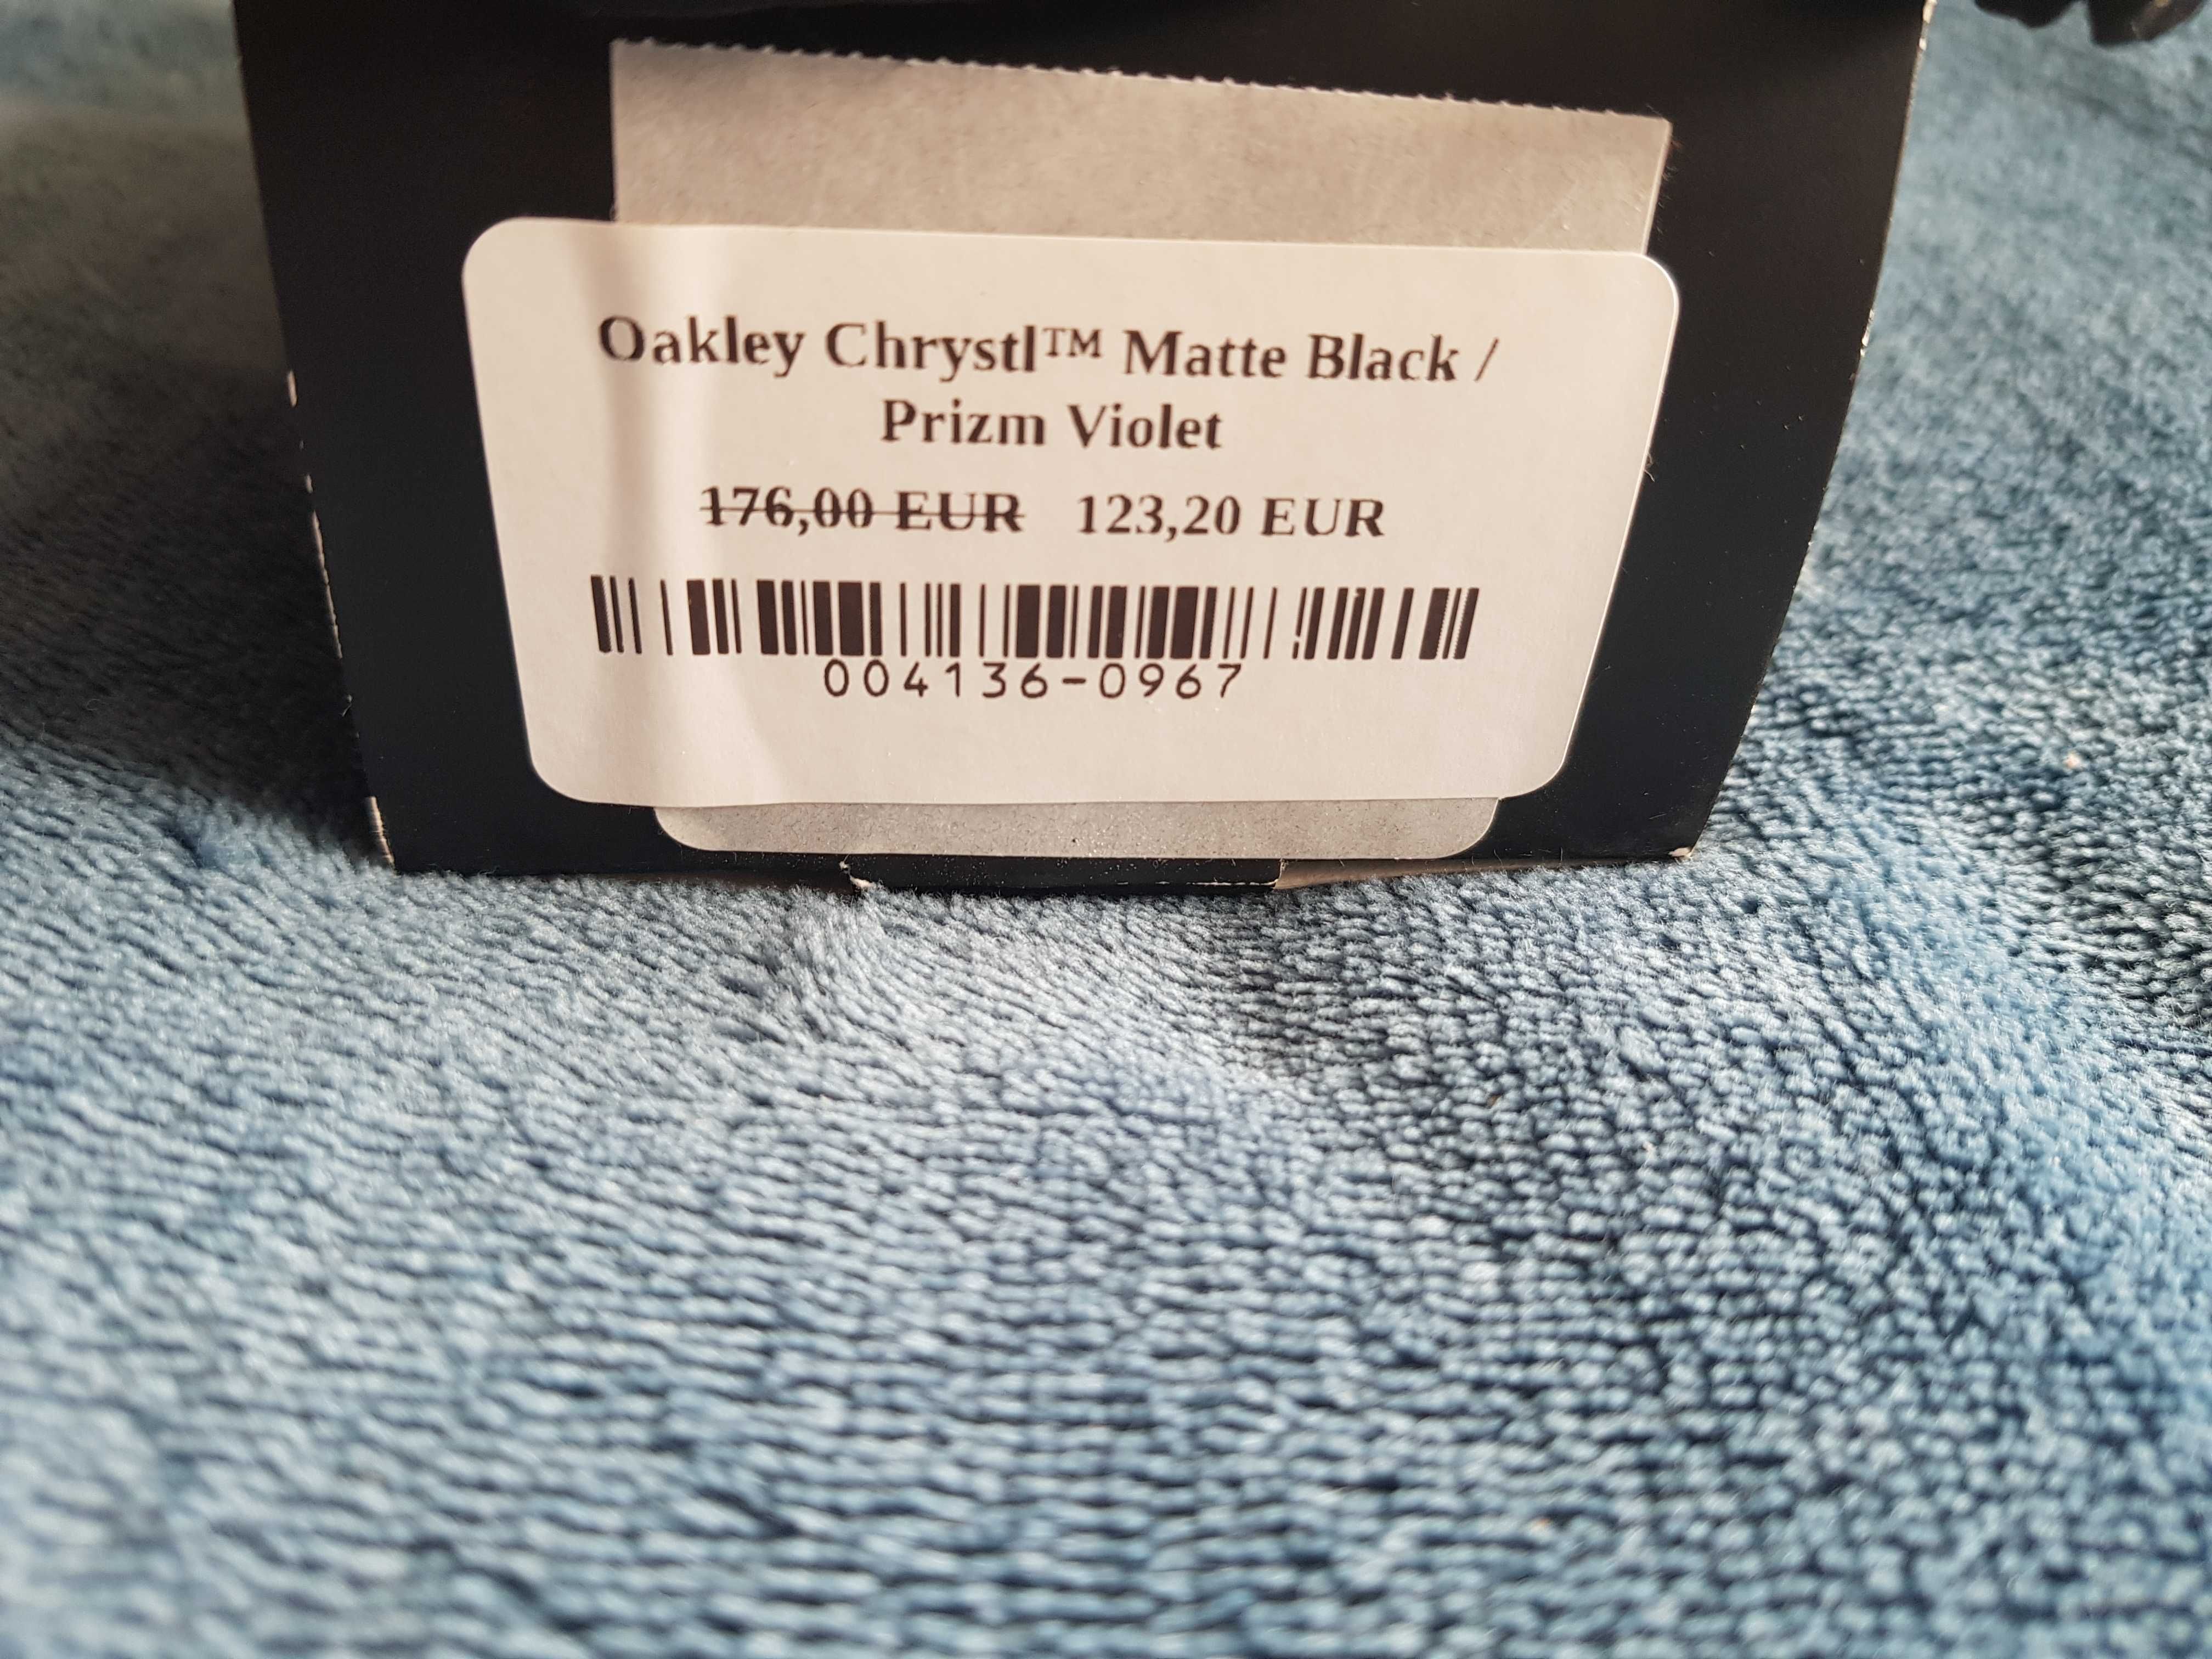 Oakley Chrystl™ Matte Black /
Prizm Violet
176,00 EUR 123,20 EUR
004136-0967